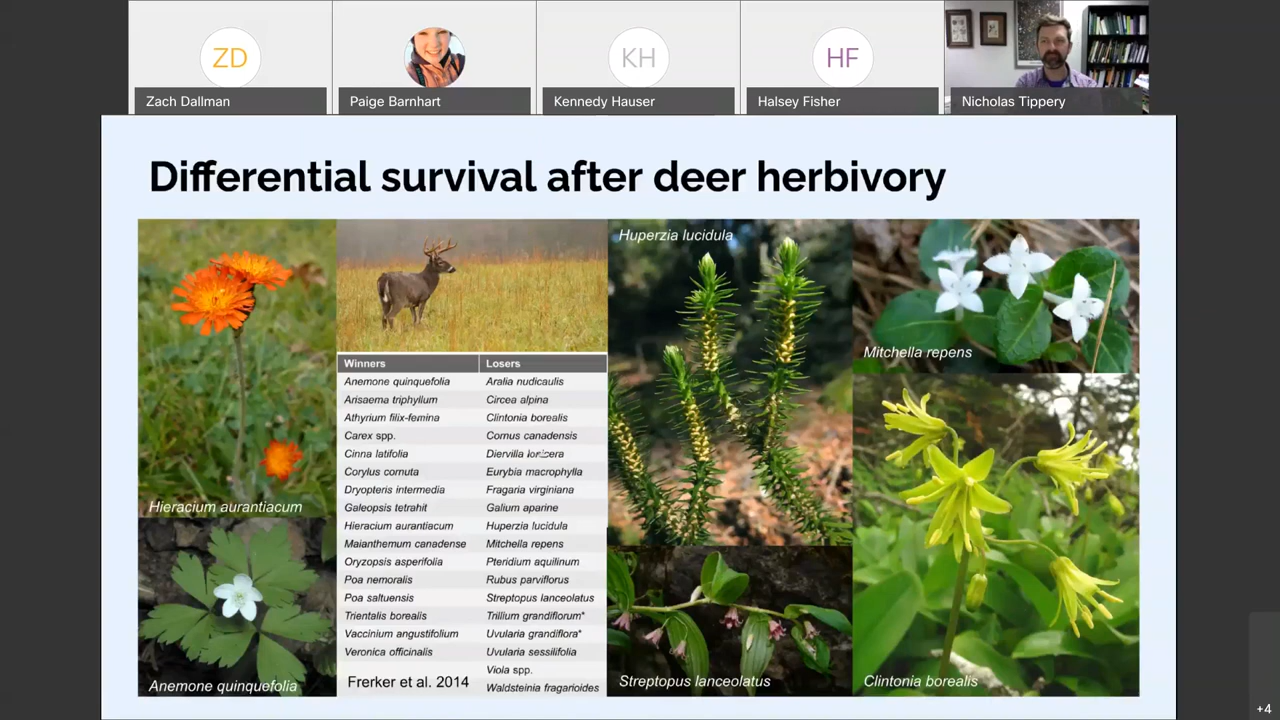 ZD
KH
HF
Zach Dallman
Paige Barnhart
Kennedy Hauser
Halsey Fisher
Nicholas Tippery
Differential survival after deer herbivory
Hieracium aurantiacum
Anemone quinquefolia
Winners Losers
Anemone quinquefolia Aralia nudicaulis
Arisaema triphyllum Circea alpina
Athyrium filix-femina Clintonia borealis
Carex spp. Cornus canadensis
Cinna latifolia Diervilla lonicera
Corylus cornuta Eurybia macrophylla
Dryopteris intermedia Fragaria virginiana
Galeopsis tetrahit Galium aparine
Hieracium aurantiacum Huperzia lucidula
Maianthemum canadense Mitchella repens
Oryzopsis asperifolia Pteridium aquilinum
Poa nemoralis Rubus parviflorus
Poa saltuensis Streptopus lanceolatus
Trientalis borealis Trillium grandiflorum*
Vaccinium angustifolium Uvularia grandiflora*
Veronica officinalis Uvularia sessilifolia
Viola spp.
Waldsteinia fragarioides
Frerker et al. 2014
Huperzia lucidula
Streptopus lanceolatus
Mitchella repens
Clintonia borealis
+4